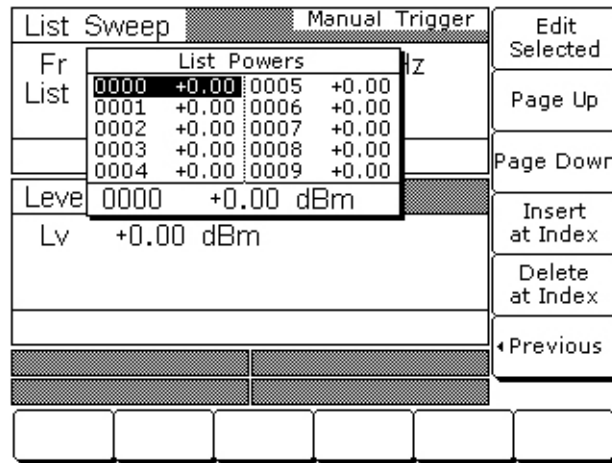 List Sweep Manual Trigger
Fr Hz
List
List Powers
0000 +0.00 0005 +0.00
0001 +0.00 0006 +0.00
0002 +0.00 0007 +0.00
0003 +0.00 0008 +0.00
0004 +0.00 0009 +0.00
0000 +0.00 dBm
Leve
Lv +0.00 dBm
Edit
Selected
Page Up
Page Down
Insert
at Index
Delete
at Index
Previous